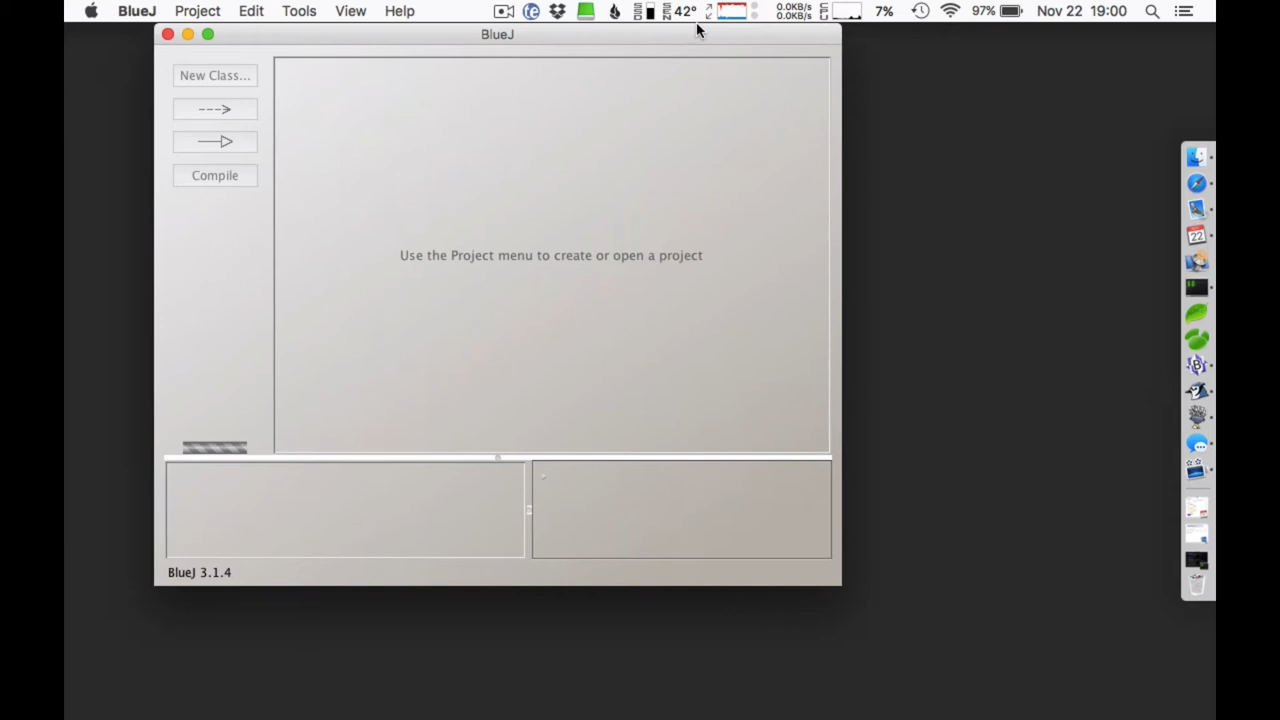 BlueJ Project Edit Tools View Help 42° 0.0KB/s 7% 97% Nov 22 19:00
0.0KB/s
BlueJ
New Class...
Compile
Use the Project menu to create or open a project
22
BlueJ 3.1.4